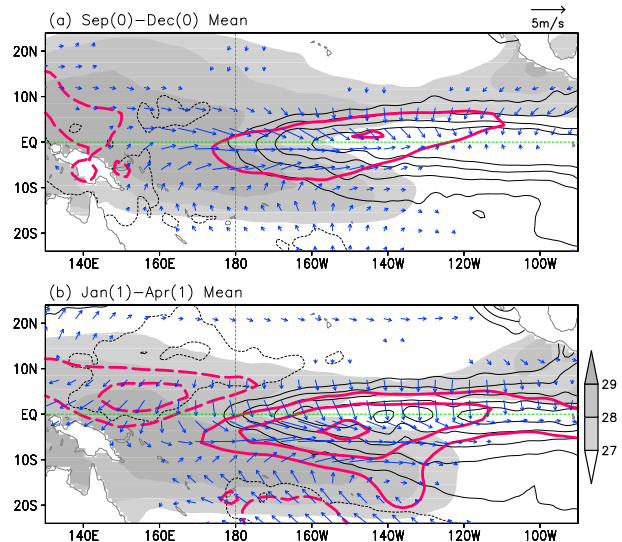 (a) Sep(0)-Dec(0) Mean
5m/s
20N
10N
EQ
10S
20S
140E 160E 180 160W 140W 120W 100W
(b) Jan(1)-Apr(1) Mean
20N
10N
EQ
10S
20S
29
28
27
140E 160E 180 160W 140W 120W 100W